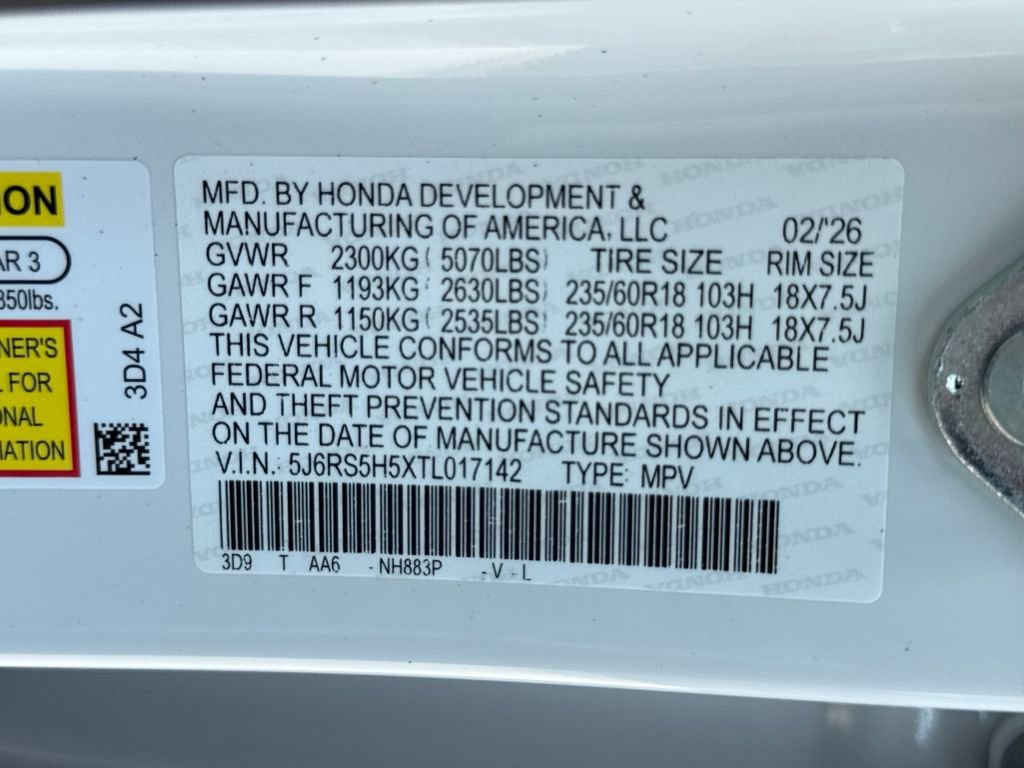 ION
AR 3
850lbs.
NER'S
L FOR
ONAL
MATION
3D4 A2
MFD. BY HONDA DEVELOPMENT &
MANUFACTURING OF AMERICA, LLC 02/'26
GVWR 2300KG ( 5070LBS) TIRE SIZE RIM SIZE
GAWR F 1193KG ( 2630LBS) 235/60R18 103H 18X7.5J
GAWR R 1150KG ( 2535LBS) 235/60R18 103H 18X7.5J
THIS VEHICLE CONFORMS TO ALL APPLICABLE
FEDERAL MOTOR VEHICLE SAFETY
AND THEFT PREVENTION STANDARDS IN EFFECT
ON THE DATE OF MANUFACTURE SHOWN ABOVE.
V.I.N.: 5J6RS5H5XTL017142 TYPE: MPV
3D9 T AA6 -NH883P -V-L